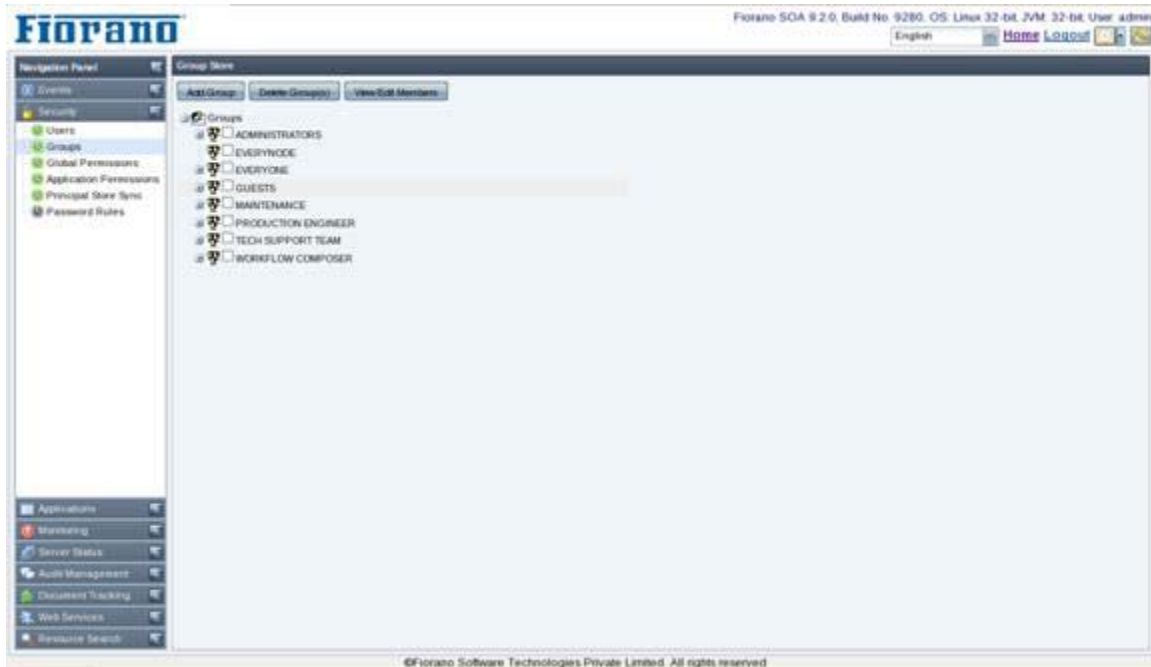 Fiorano
Fiorano SOA 9.2.0, Build No. 9280, OS: Linux 32-bit, JVM: 32-bit, User: admin
English
Home Logout
Navigation Panel
Events
Security
Users
Groups
Global Permissions
Application Permissions
Principal Store Sync
Password Rules
Applications
Monitoring
Server Status
Audit Management
Document Tracking
Web Services
Resource Search
Group Store
Add Group Delete Group(s) View/Edit Members
Groups
ADMINISTRATORS
EVERYNODE
EVERYONE
GUESTS
MAINTENANCE
PRODUCTION ENGINEER
TECH SUPPORT TEAM
WORKFLOW COMPOSER
©Fiorano Software Technologies Private Limited. All rights reserved